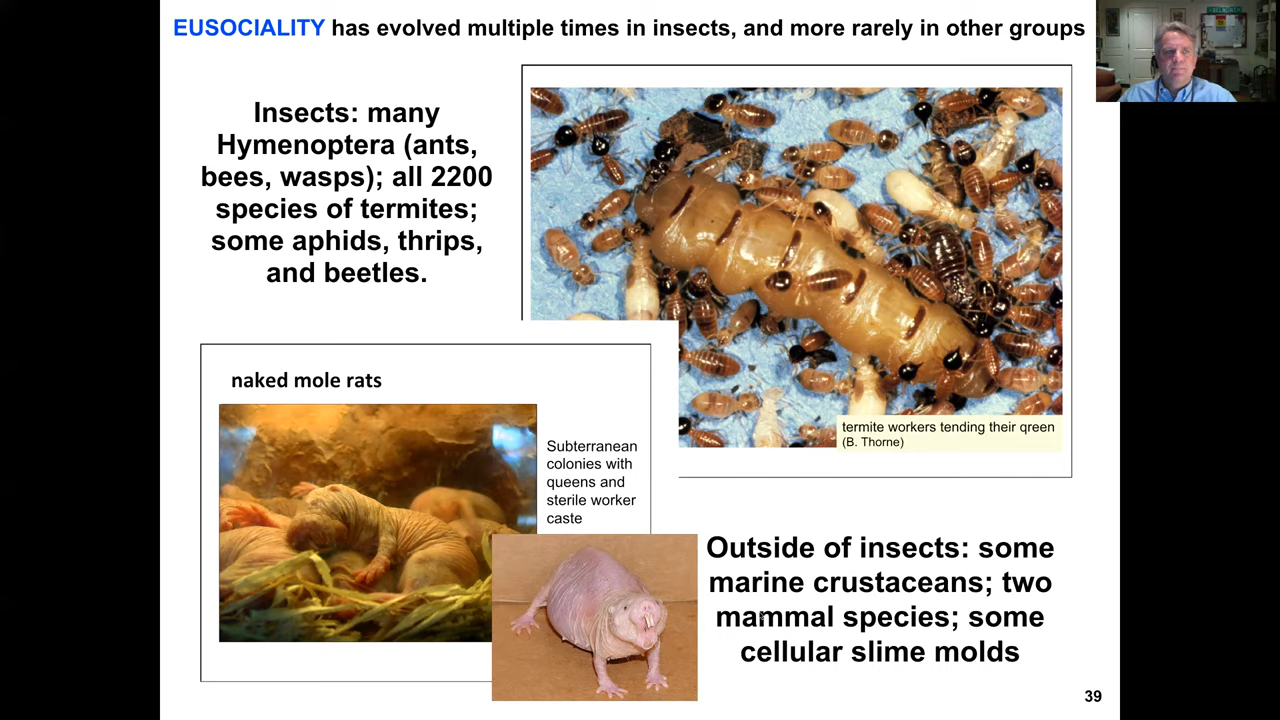 EUSOCIALITY has evolved multiple times in insects, and more rarely in other groups
Insects: many
Hymenoptera (ants,
bees, wasps); all 2200
species of termites;
some aphids, thrips,
and beetles.
termite workers tending their qreen
(B. Thorne)
naked mole rats
Subterranean
colonies with
queens and
sterile worker
caste
Outside of insects: some
marine crustaceans; two
mammal species; some
cellular slime molds
39